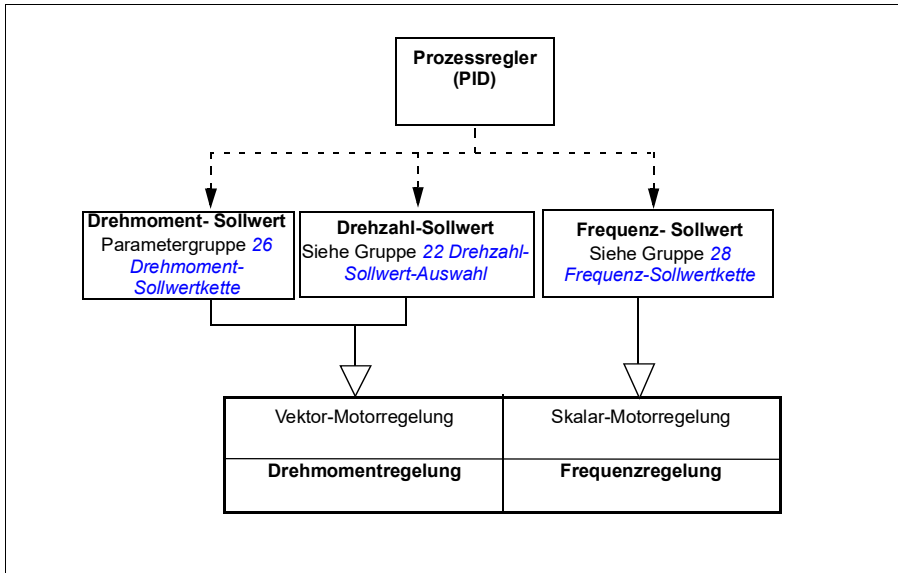 Prozessregler
(PID)
Drehmoment- Sollwert
Parametergruppe 26
Drehmoment-
Sollwertkette
Drehzahl-Sollwert
Siehe Gruppe 22 Drehzahl-
Sollwert-Auswahl
Frequenz- Sollwert
Siehe Gruppe 28
Frequenz-Sollwertkette
Vektor-Motorregelung
Skalar-Motorregelung
Drehmomentregelung
Frequenzregelung